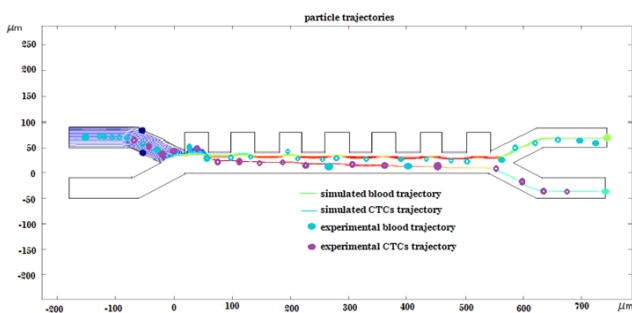 particle trajectories
μm
250
200
150
100
50
0
-50
-100
-150
-200
simulated blood trajectory
simulated CTCs trajectory
experimental blood trajectory
experimental CTCs trajectory
-200 -100 0 100 200 300 400 500 600 700 μm